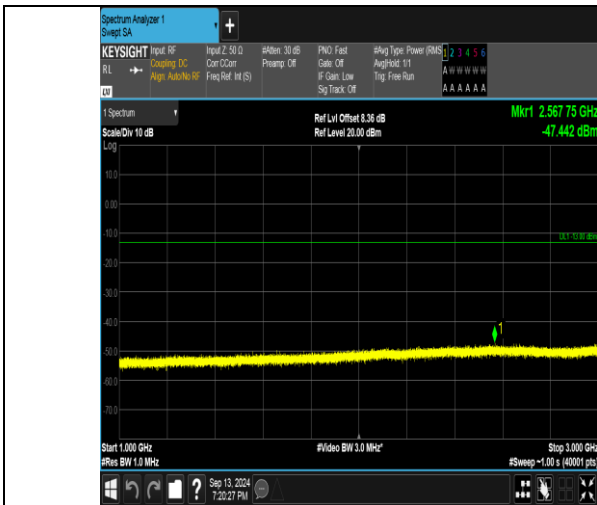 Spectrum Analyzer 1
Swept SA
+
KEYSIGHT Input: RF Input Z: 50 Ω #Atten: 30 dB PNO: Fast #Avg Type: Power (RMS 1 2 3 4 5 6
RL Coupling: DC Corr CCorr Preamp: Off Gate: Off Avg|Hold: 1/1 A W W W W W
Align: Auto/No RF Freq Ref: Int (S) IF Gain: Low Trig: Free Run
Sig Track: Off A A A A A A
LXI
1 Spectrum Ref Lvl Offset 8.36 dB Mkr1 2.567 75 GHz
Scale/Div 10 dB Ref Level 20.00 dBm -47.442 dBm
Log
10.0
0.00
-10.0
DL1 -13.00 dBm
-20.0
-30.0
-40.0
1
-50.0
-60.0
-70.0
Start 1.000 GHz #Video BW 3.0 MHz* Stop 3.000 GHz
#Res BW 1.0 MHz #Sweep ~1.00 s (40001 pts)
? Sep 13, 2024
7:20:27 PM